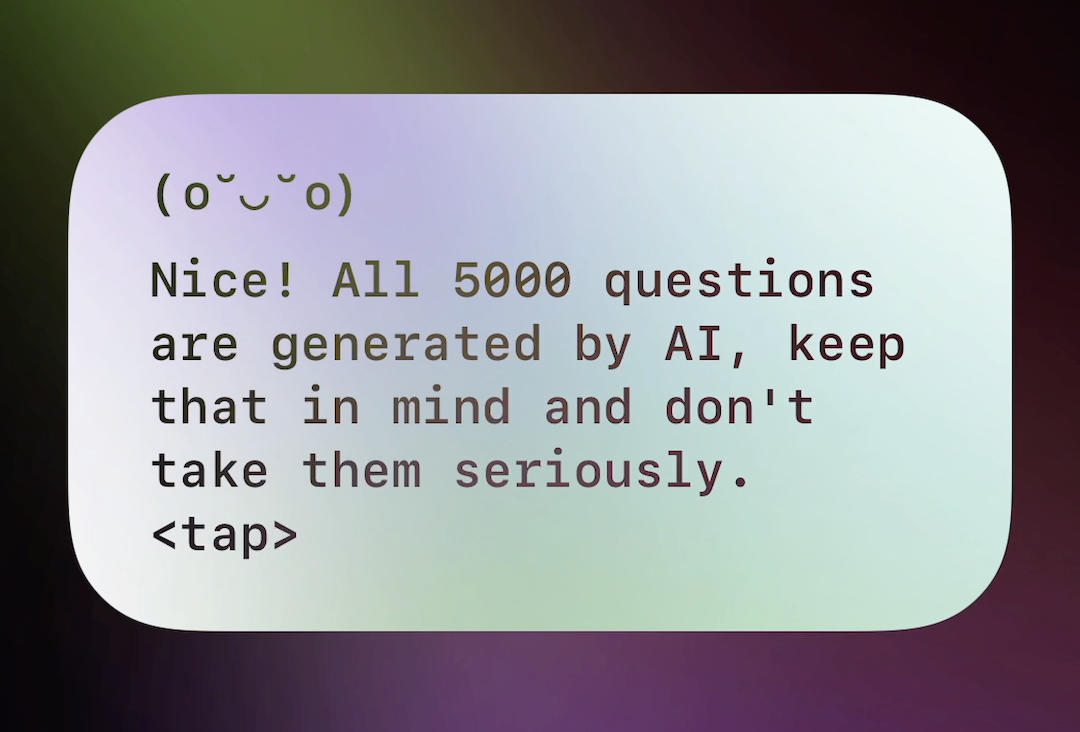 (o˘◡˘o)
Nice! All 5000 questions
are generated by AI, keep
that in mind and don't
take them seriously.
<tap>